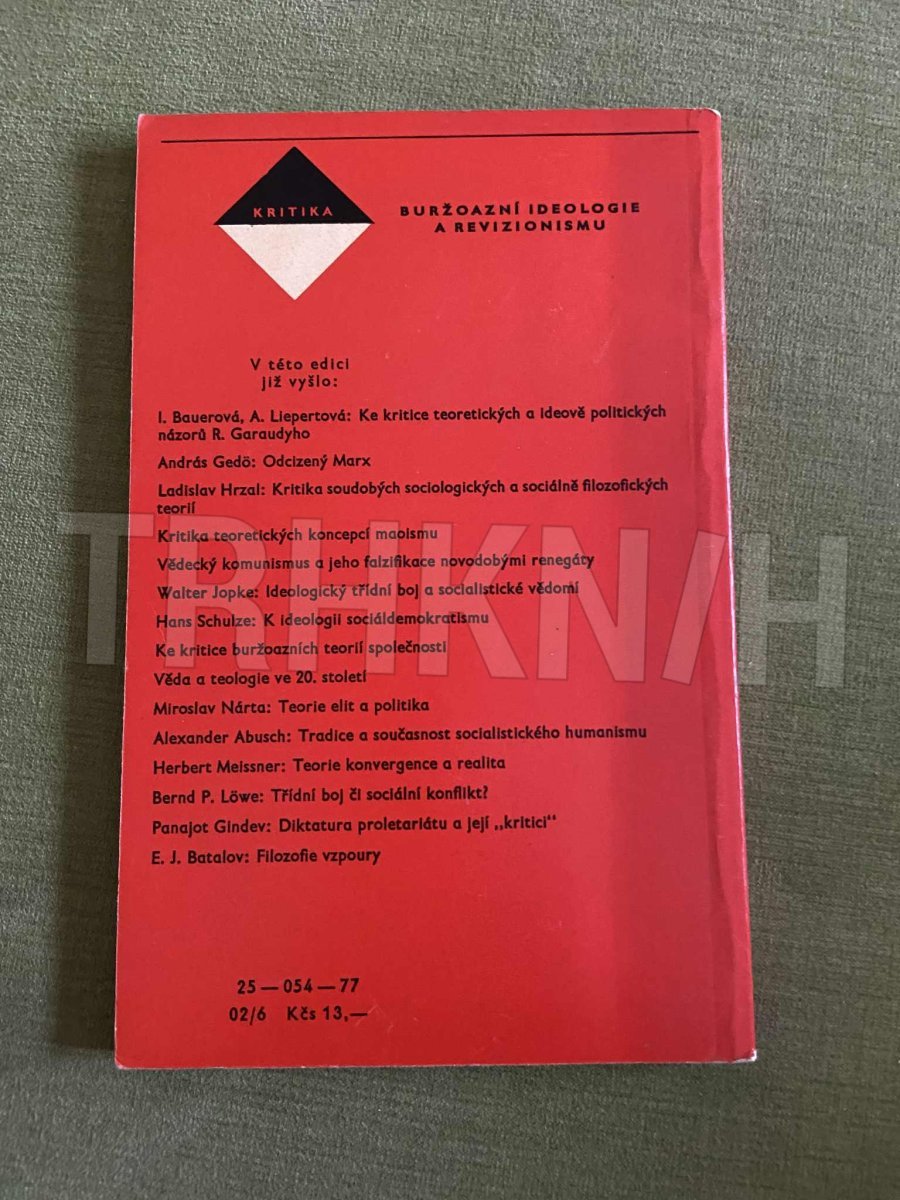 KRITIKA
BURŽOAZNÍ IDEOLOGIE
A REVIZIONISMU
V této edici
již vyšlo:
I. Bauerová, A. Liepertová: Ke kritice teoretických a ideově politických
názorů R. Garaudyho
András Gedö: Odcizený Marx
Ladislav Hrzal: Kritika soudobých sociologických a sociálně filozofických
teorií
Kritika teoretických koncepcí maoismu
Vědecký komunismus a jeho falzifikace novodobými renegáty
Walter Jopke: Ideologický třídní boj a socialistické vědomí
Hans Schulze: K ideologii sociáldemokratismu
Ke kritice buržoazních teorií společnosti
Věda a teologie ve 20. století
Miroslav Nárta: Teorie elit a politika
Alexander Abusch: Tradice a současnost socialistického humanismu
Herbert Meissner: Teorie konvergence a realita
Bernd P. Löwe: Třídní boj či sociální konflikt?
Panajot Gindev: Diktatura proletariátu a její „kritici“
E. J. Batalov: Filozofie vzpoury
25 — 054 — 77
02/6 Kčs 13,—
TRHKNIH